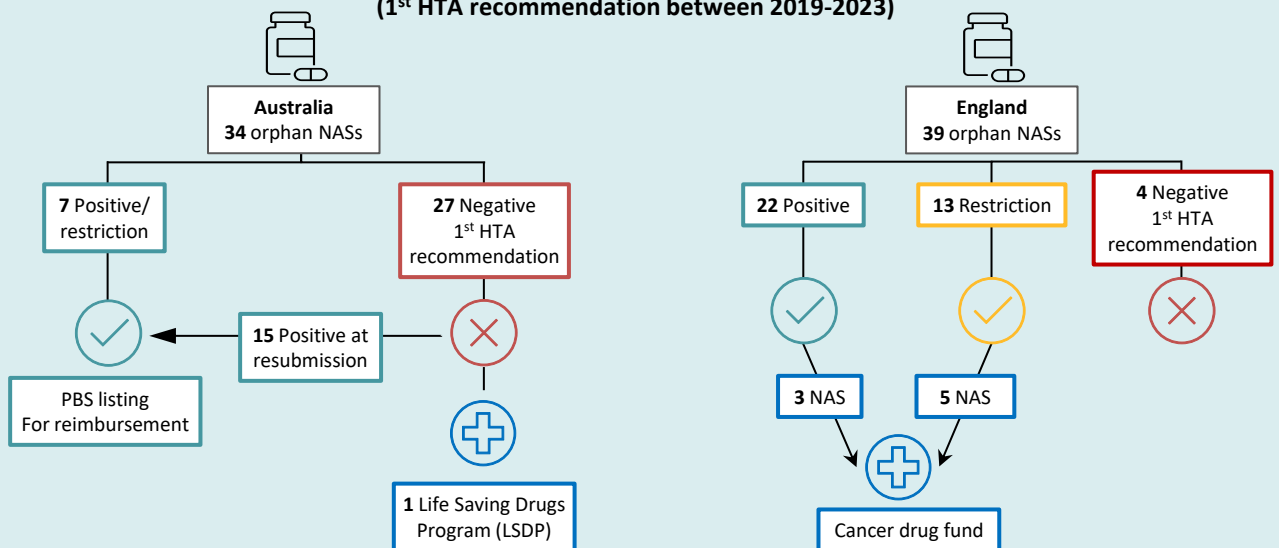 (1st HTA recommendation between 2019-2023)
Australia
34 orphan NASs
7 Positive/
restriction
27 Negative
1st HTA
recommendation
15 Positive at
resubmission
PBS listing
For reimbursement
1 Life Saving Drugs
Program (LSDP)
England
39 orphan NASs
22 Positive
13 Restriction
4 Negative
1st HTA
recommendation
3 NAS
5 NAS
Cancer drug fund